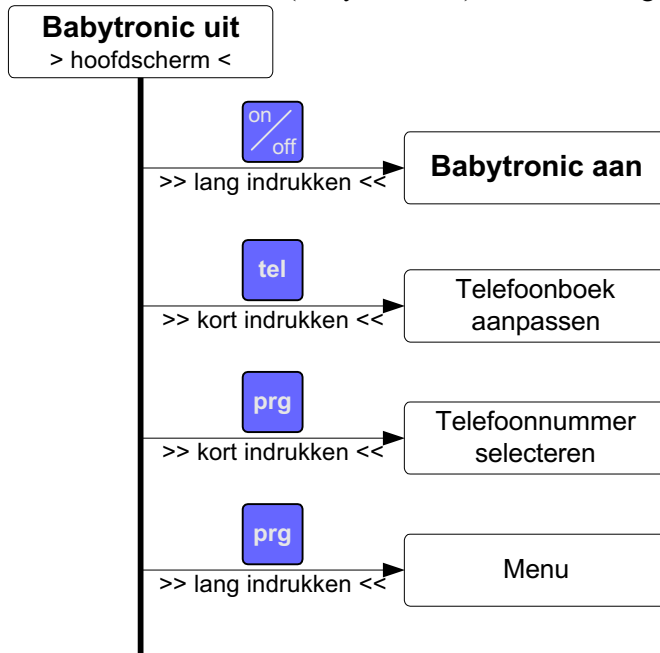 Babytronic uit
> hoofdscherm <
on
off
>> lang indrukken <<
Babytronic aan
tel
>> kort indrukken <<
Telefoonboek
aanpassen
prg
>> kort indrukken <<
Telefoonnummer
selecteren
prg
>> lang indrukken <<
Menu